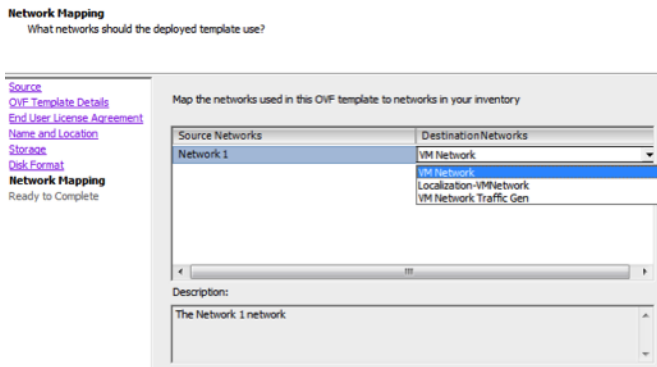 Network Mapping
What networks should the deployed template use?
Source
OVF Template Details
End User License Agreement
Name and Location
Storage
Disk Format
Network Mapping
Ready to Complete
Map the networks used in this OVF template to networks in your inventory
Source Networks DestinationNetworks
Network 1 VM Network
VM Network
Localization-VMNetwork
VM Network Traffic Gen
Description:
The Network 1 network